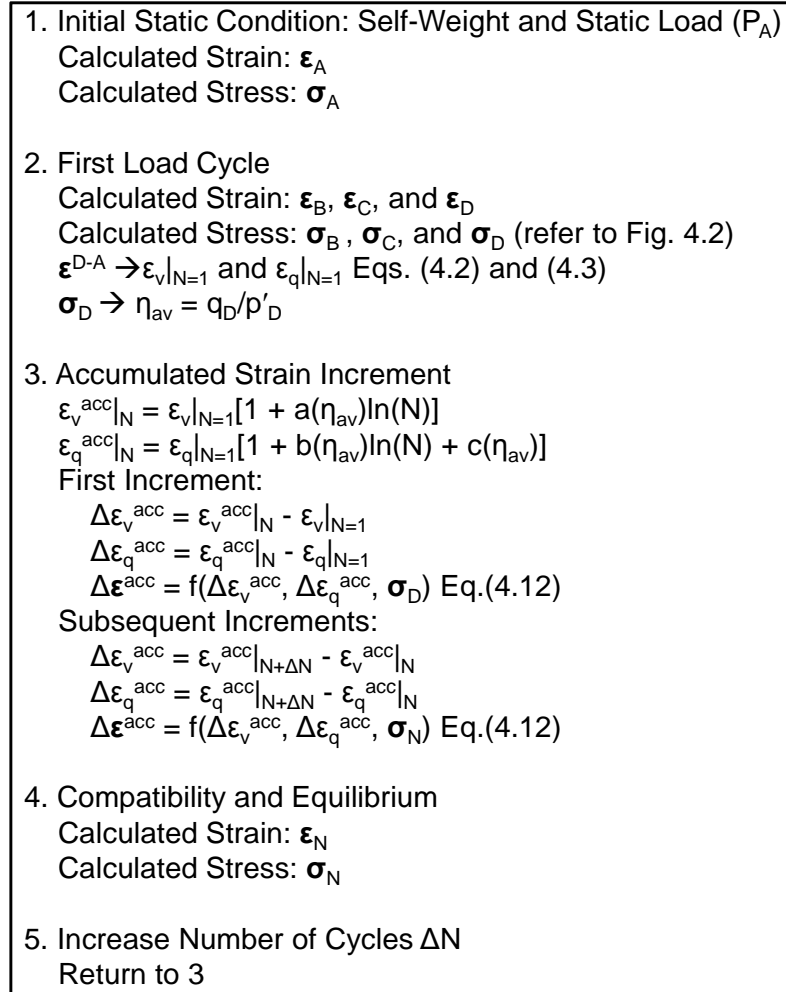 1. Initial Static Condition: Self-Weight and Static Load (P_A)
Calculated Strain: ε_A
Calculated Stress: σ_A
2. First Load Cycle
Calculated Strain: ε_B, ε_C, and ε_D
Calculated Stress: σ_B , σ_C, and σ_D (refer to Fig. 4.2)
ε^D-A →ε_v|_N=1 and ε_q|_N=1 Eqs. (4.2) and (4.3)
σ_D → η_av = q_D/p′_D
3. Accumulated Strain Increment
ε_v^acc|_N = ε_v|_N=1[1 + a(η_av)ln(N)]
ε_q^acc|_N = ε_q|_N=1[1 + b(η_av)ln(N) + c(η_av)]
First Increment:
Δε_v^acc = ε_v^acc|_N - ε_v|_N=1
Δε_q^acc = ε_q^acc|_N - ε_q|_N=1
Δε^acc = f(Δε_v^acc, Δε_q^acc, σ_D) Eq.(4.12)
Subsequent Increments:
Δε_v^acc = ε_v^acc|_N+ΔN - ε_v^acc|_N
Δε_q^acc = ε_q^acc|_N+ΔN - ε_q^acc|_N
Δε^acc = f(Δε_v^acc, Δε_q^acc, σ_N) Eq.(4.12)
4. Compatibility and Equilibrium
Calculated Strain: ε_N
Calculated Stress: σ_N
5. Increase Number of Cycles ΔN
Return to 3